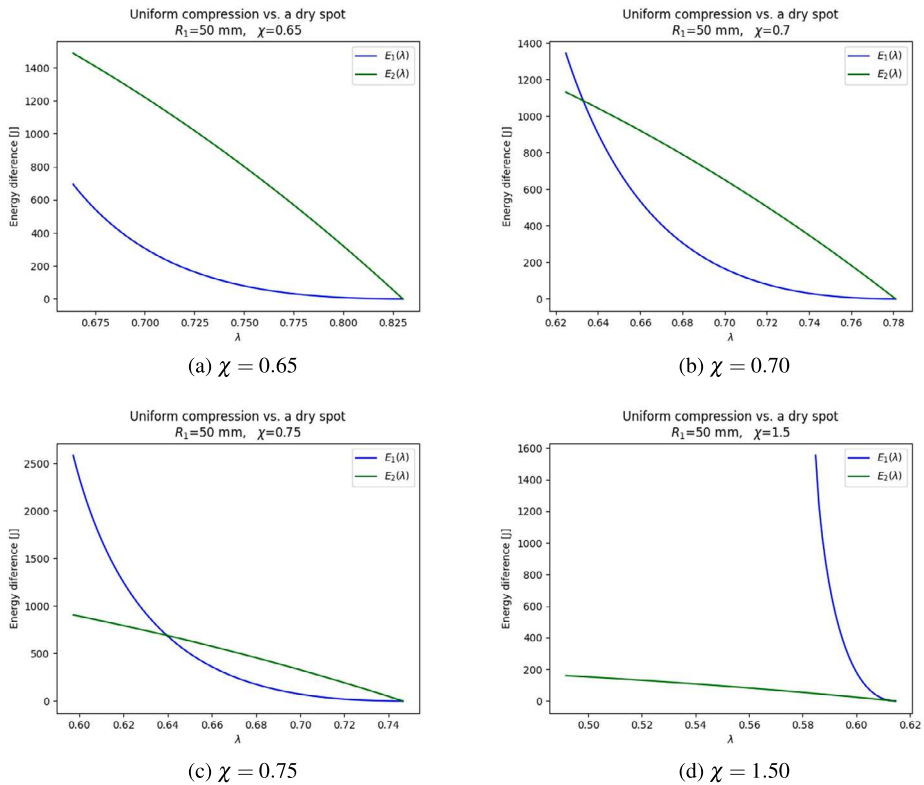 Uniform compression vs. a dry spot
R₁=50 mm, χ=0.65
Energy diference [J]
1400
1200
1000
800
600
400
200
0
E₁(λ)
E₂(λ)
0.675 0.700 0.725 0.750 0.775 0.800 0.825
λ
(a) χ = 0.65
Uniform compression vs. a dry spot
R₁=50 mm, χ=0.7
Energy diference [J]
1400
1200
1000
800
600
400
200
0
E₁(λ)
E₂(λ)
0.62 0.64 0.66 0.68 0.70 0.72 0.74 0.76 0.78
λ
(b) χ = 0.70
Uniform compression vs. a dry spot
R₁=50 mm, χ=0.75
Energy diference [J]
2500
2000
1500
1000
500
0
E₁(λ)
E₂(λ)
0.60 0.62 0.64 0.66 0.68 0.70 0.72 0.74
λ
(c) χ = 0.75
Uniform compression vs. a dry spot
R₁=50 mm, χ=1.5
Energy diference [J]
1600
1400
1200
1000
800
600
400
200
0
E₁(λ)
E₂(λ)
0.50 0.52 0.54 0.56 0.58 0.60 0.62
λ
(d) χ = 1.50